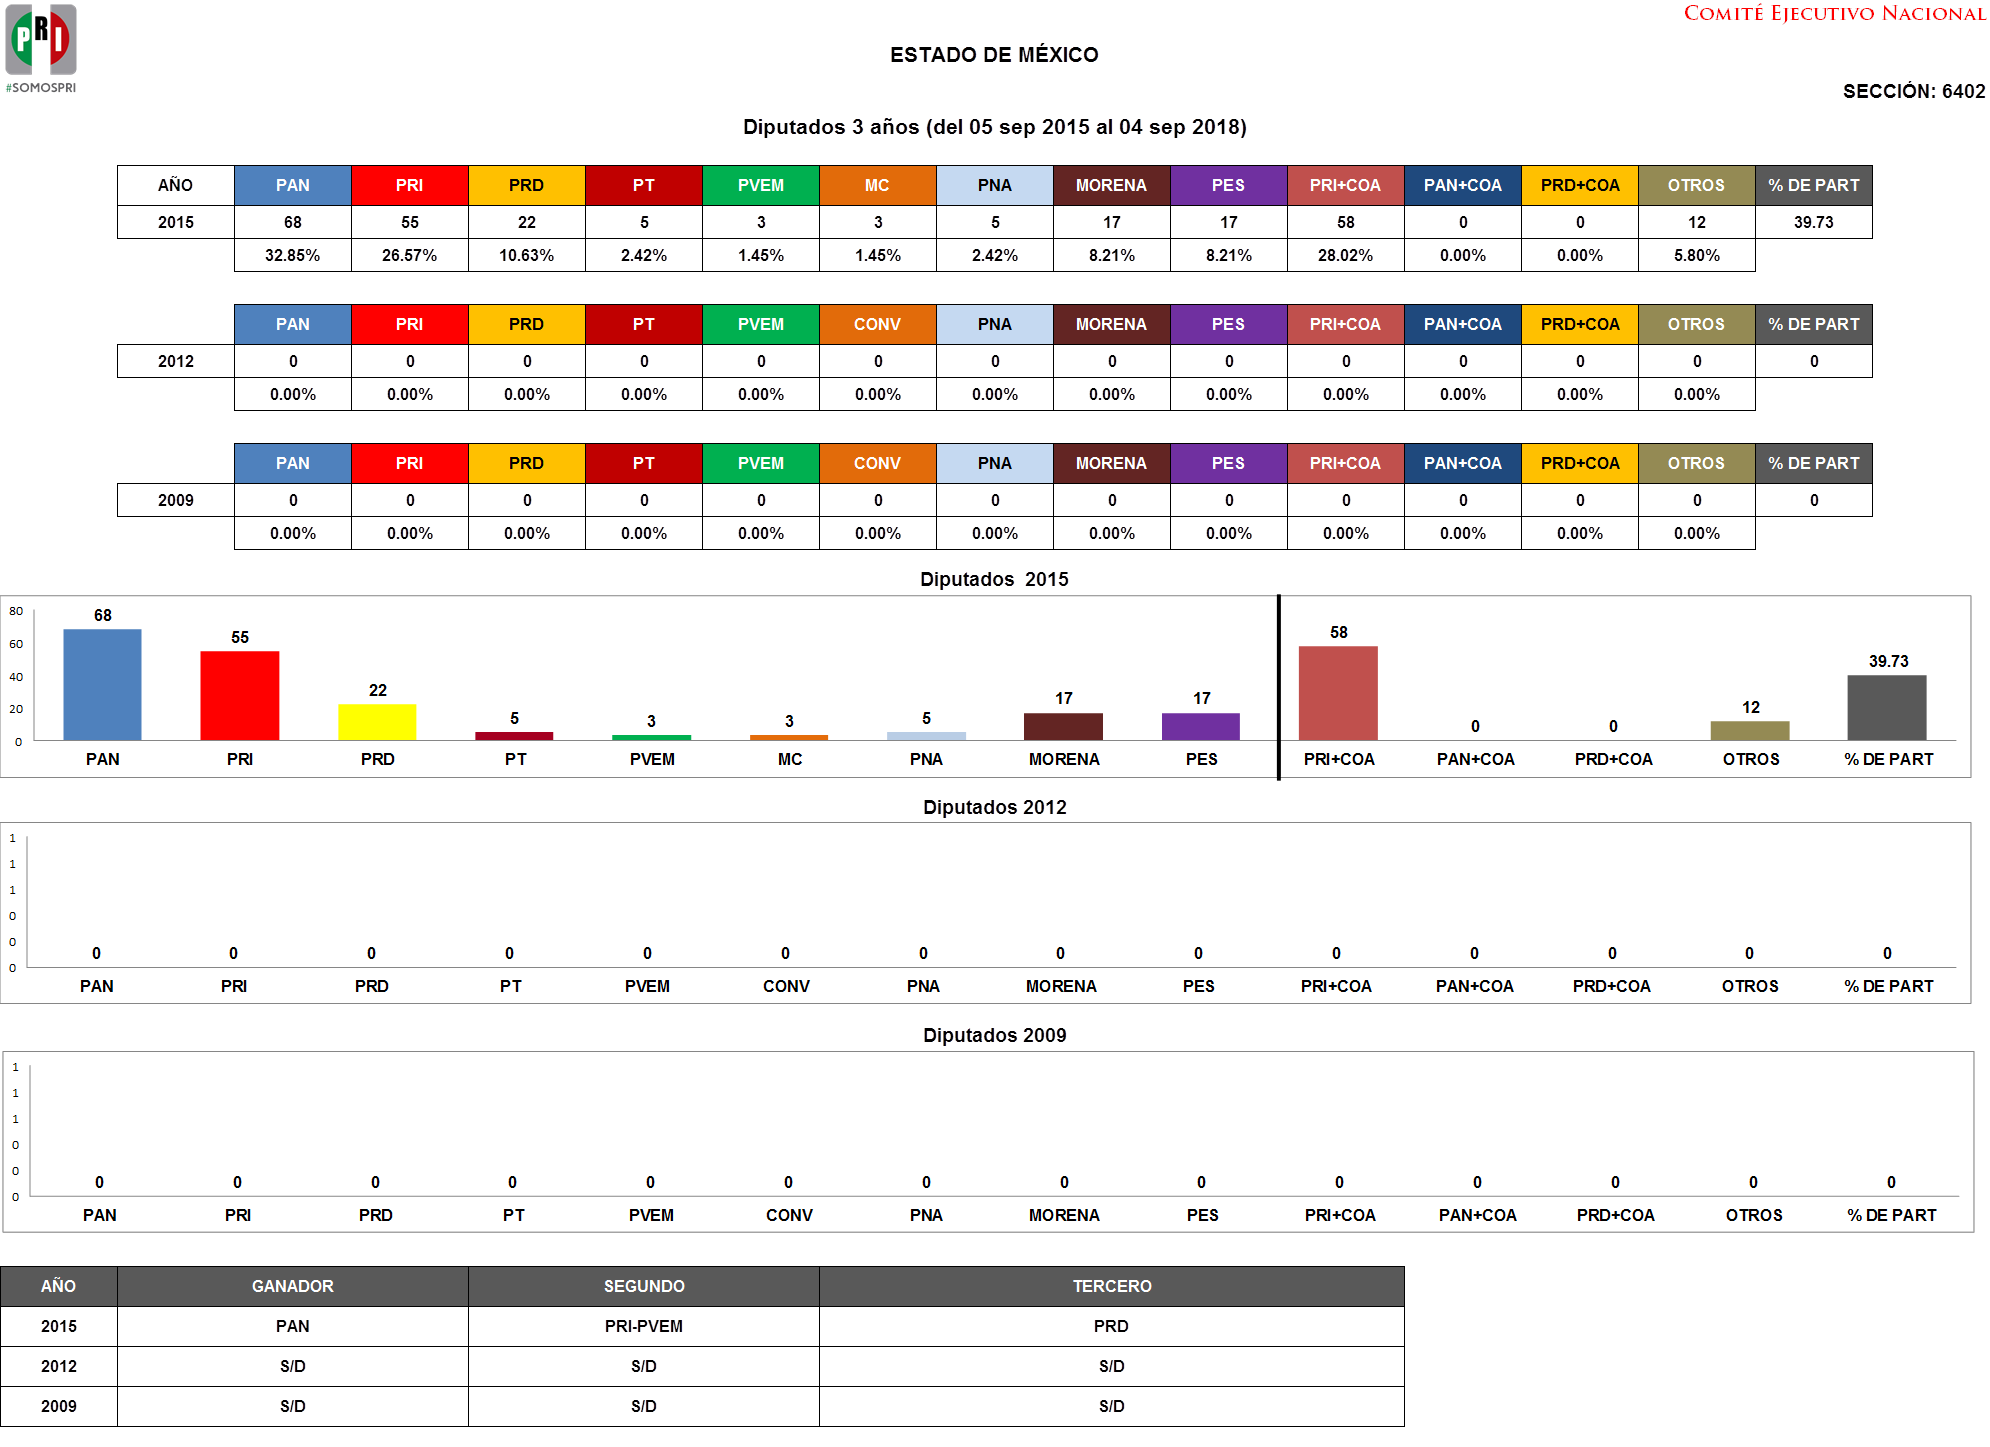 PRI
#SOMOSPRI
COMITÉ EJECUTIVO NACIONAL
ESTADO DE MÉXICO
SECCIÓN: 6402
Diputados 3 años (del 05 sep 2015 al 04 sep 2018)
AÑO PAN PRI PRD PT PVEM MC PNA MORENA PES PRI+COA PAN+COA PRD+COA OTROS % DE PART
2015 68 55 22 5 3 3 5 17 17 58 0 0 12 39.73
32.85% 26.57% 10.63% 2.42% 1.45% 1.45% 2.42% 8.21% 8.21% 28.02% 0.00% 0.00% 5.80%
PAN PRI PRD PT PVEM CONV PNA MORENA PES PRI+COA PAN+COA PRD+COA OTROS % DE PART
2012 0 0 0 0 0 0 0 0 0 0 0 0 0 0
0.00% 0.00% 0.00% 0.00% 0.00% 0.00% 0.00% 0.00% 0.00% 0.00% 0.00% 0.00% 0.00%
PAN PRI PRD PT PVEM CONV PNA MORENA PES PRI+COA PAN+COA PRD+COA OTROS % DE PART
2009 0 0 0 0 0 0 0 0 0 0 0 0 0 0
0.00% 0.00% 0.00% 0.00% 0.00% 0.00% 0.00% 0.00% 0.00% 0.00% 0.00% 0.00% 0.00%
Diputados 2015
80
60
40
20
0
68 55 22 5 3 3 5 17 17 58 0 0 12 39.73
PAN PRI PRD PT PVEM MC PNA MORENA PES PRI+COA PAN+COA PRD+COA OTROS % DE PART
Diputados 2012
1
1
1
0
0
0
0 0 0 0 0 0 0 0 0 0 0 0 0 0
PAN PRI PRD PT PVEM CONV PNA MORENA PES PRI+COA PAN+COA PRD+COA OTROS % DE PART
Diputados 2009
1
1
1
0
0
0
0 0 0 0 0 0 0 0 0 0 0 0 0 0
PAN PRI PRD PT PVEM CONV PNA MORENA PES PRI+COA PAN+COA PRD+COA OTROS % DE PART
AÑO GANADOR SEGUNDO TERCERO
2015 PAN PRI-PVEM PRD
2012 S/D S/D S/D
2009 S/D S/D S/D